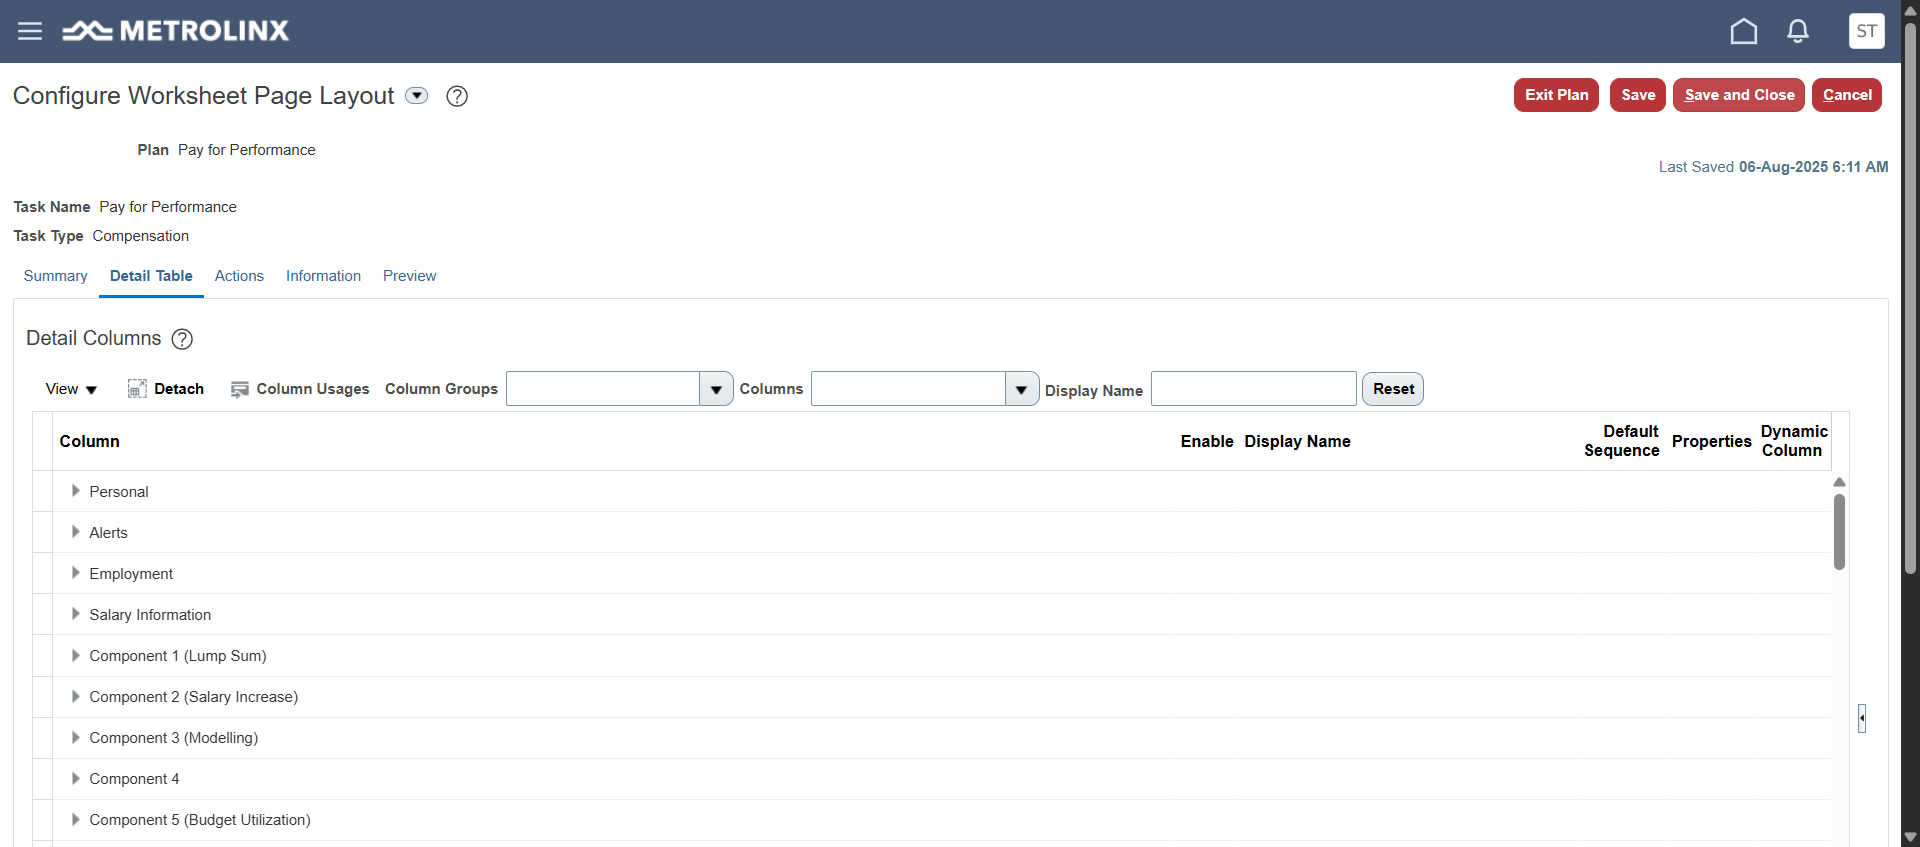 METROLINX
ST
Configure Worksheet Page Layout
Exit Plan Save Save and Close Cancel
Plan Pay for Performance
Last Saved 06-Aug-2025 6:11 AM
Task Name Pay for Performance
Task Type Compensation
Summary Detail Table Actions Information Preview
Detail Columns
View Detach Column Usages Column Groups Columns Display Name Reset
Column Enable Display Name Default Sequence Properties Dynamic Column
Personal
Alerts
Employment
Salary Information
Component 1 (Lump Sum)
Component 2 (Salary Increase)
Component 3 (Modelling)
Component 4
Component 5 (Budget Utilization)